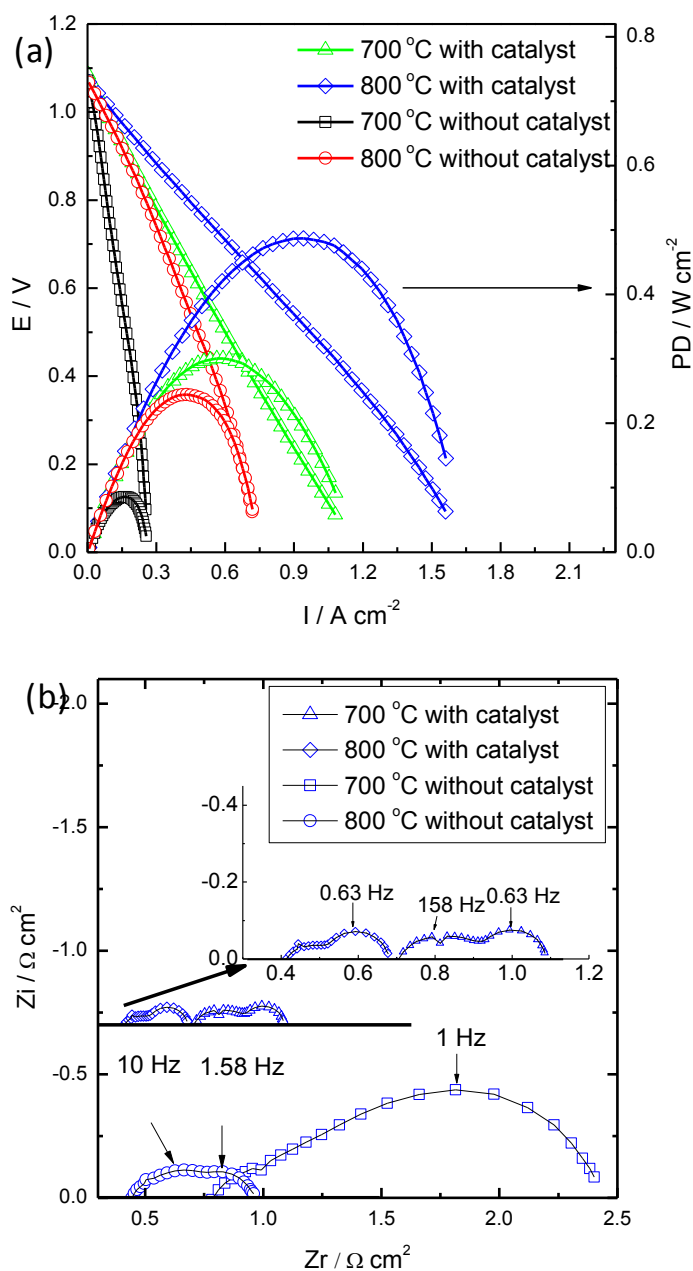 (a)
700 °C with catalyst
800 °C with catalyst
700 °C without catalyst
800 °C without catalyst
1.2
1.0
0.8
0.6
0.4
0.2
0.0
E / V
0.8
0.6
0.4
0.2
0.0
PD / W cm⁻²
0.0 0.3 0.6 0.9 1.2 1.5 1.8 2.1
I / A cm⁻²
(b)
700 °C with catalyst
800 °C with catalyst
700 °C without catalyst
800 °C without catalyst
-0.4
-0.2
0.0
0.63 Hz
158 Hz
0.63 Hz
0.4 0.6 0.8 1.0 1.2
-2.0
-1.5
-1.0
-0.5
0.0
Zi / Ω cm²
10 Hz
1.58 Hz
1 Hz
0.5 1.0 1.5 2.0 2.5
Zr / Ω cm²